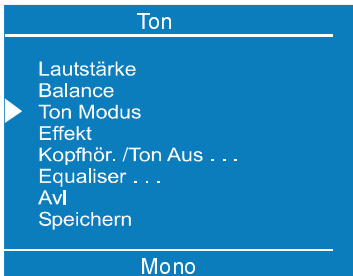 Ton
Lautstärke
Balance
Ton Modus
Effekt
Kopfhör. /Ton Aus . . .
Equaliser . . .
Avl
Speichern
Mono